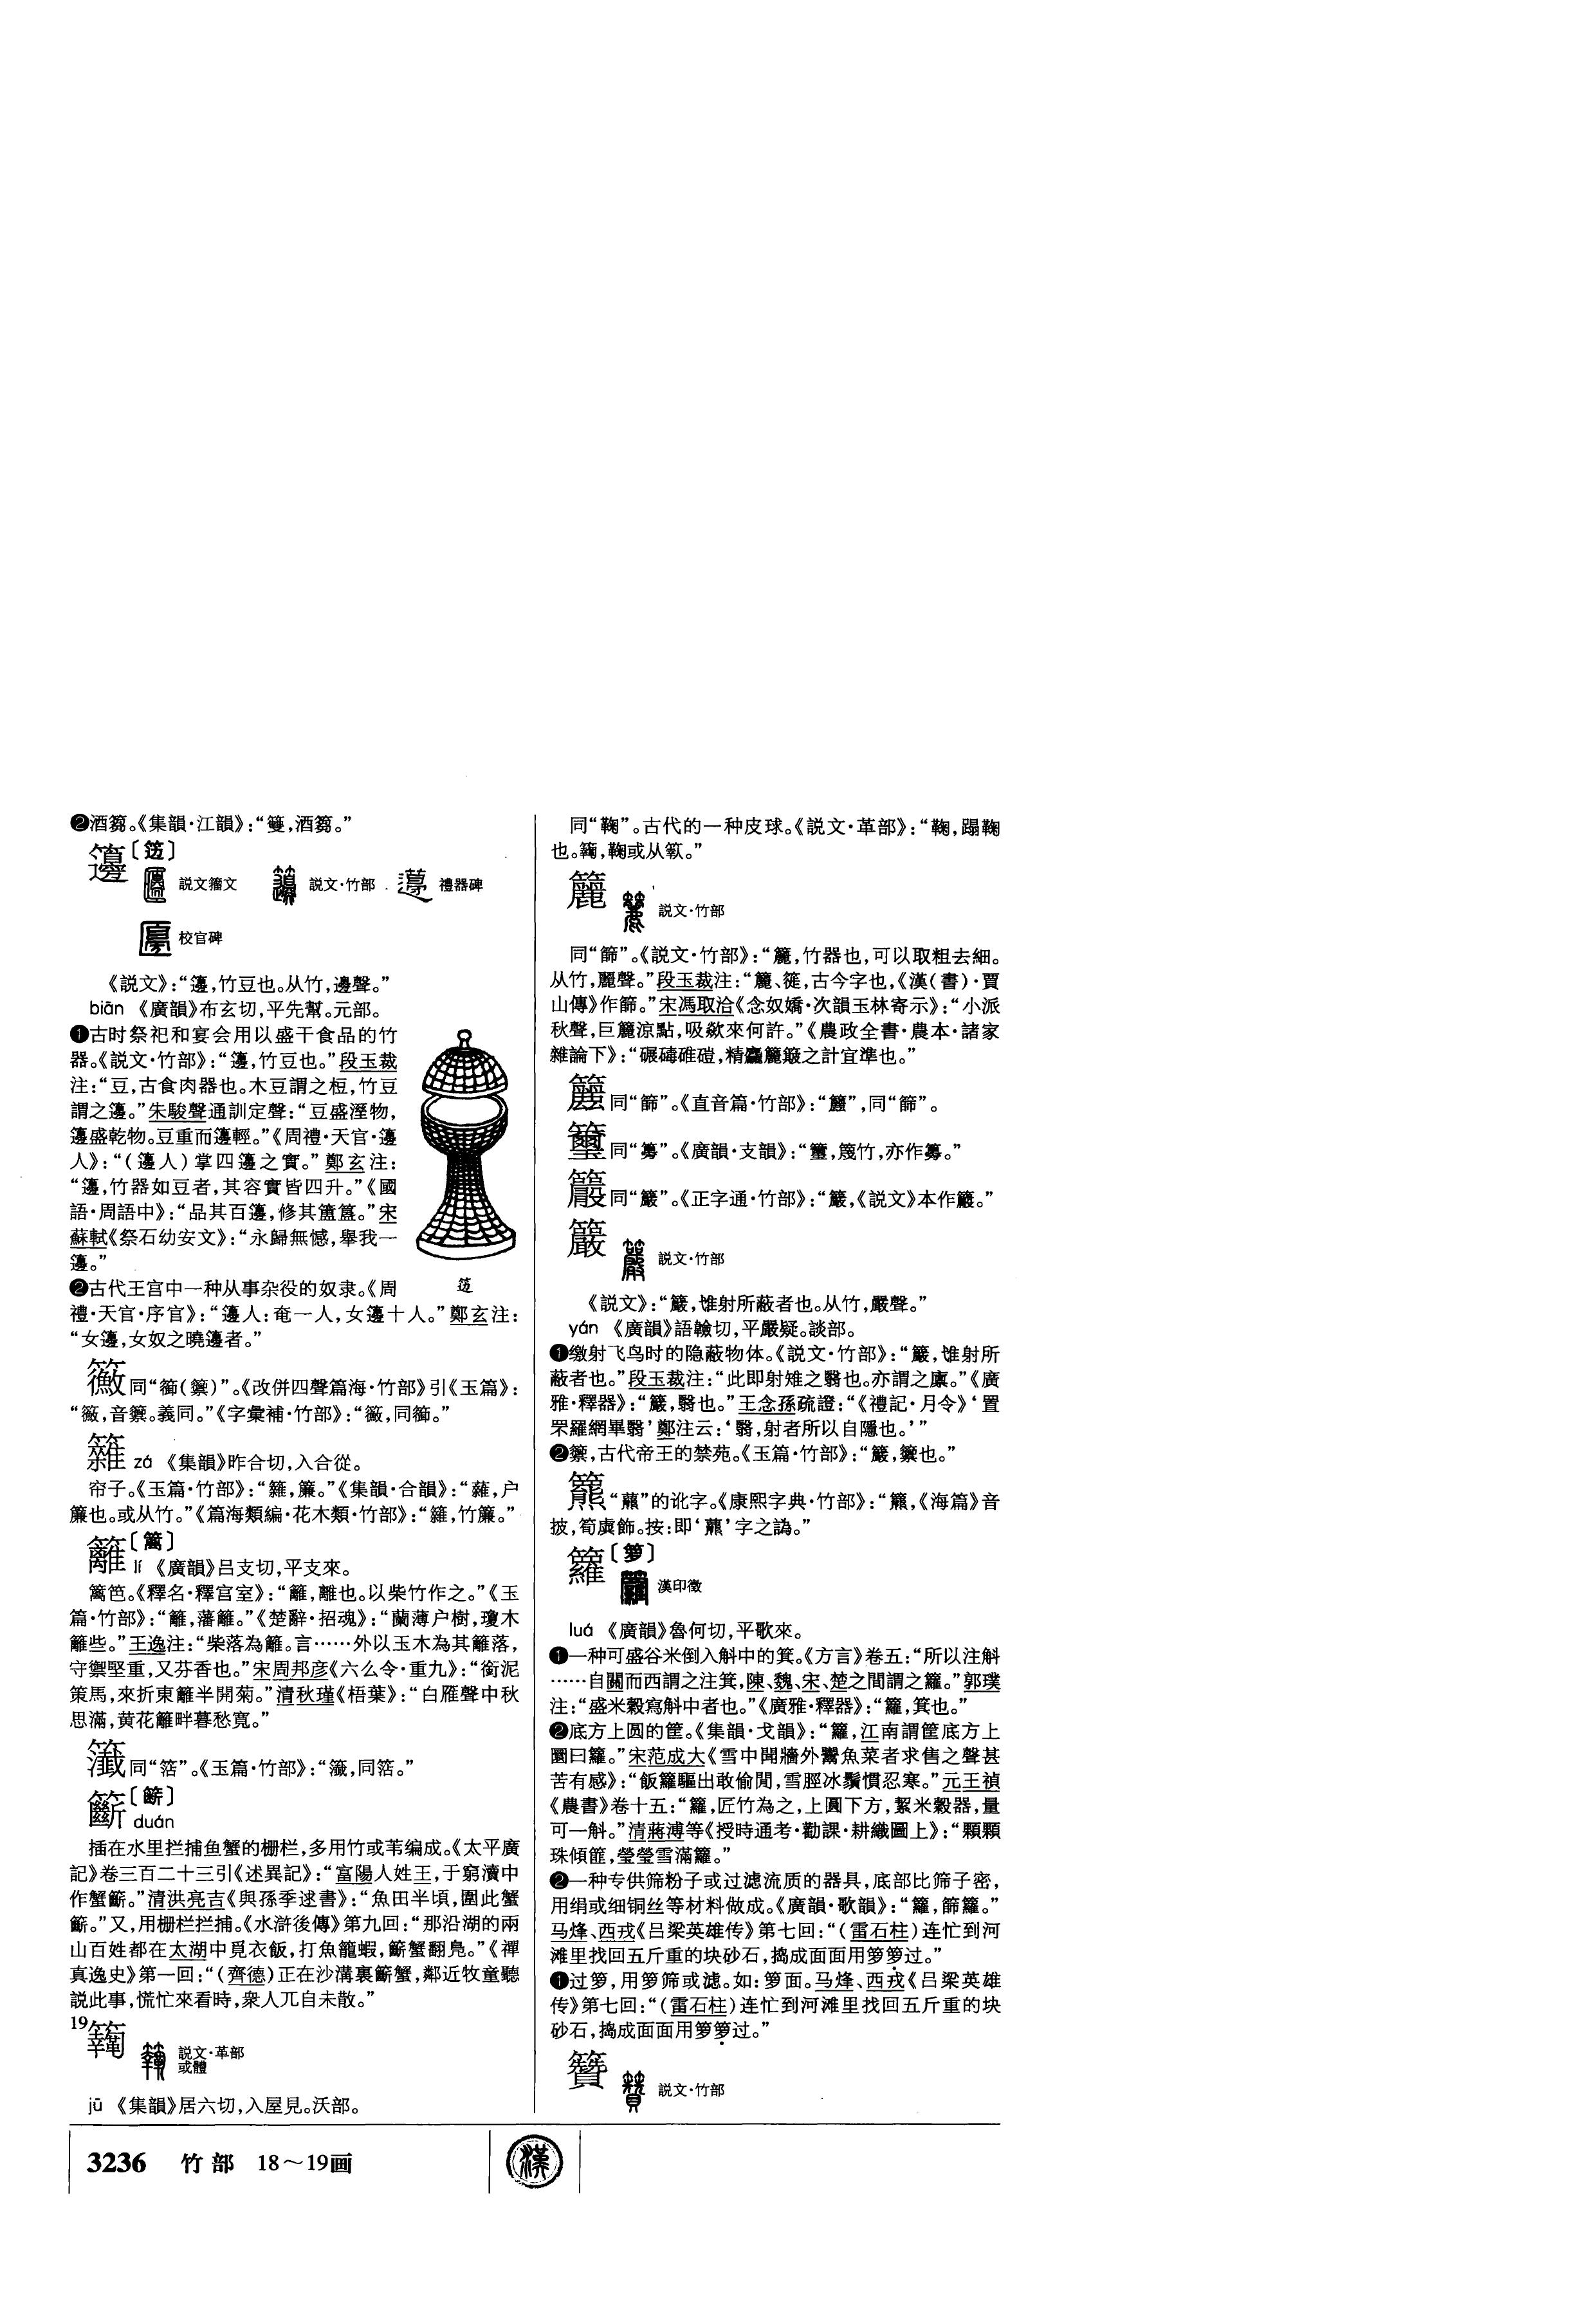 ❷酒篘。《集韻·江韻》：“籆，酒篘。”
籩〔笾〕
説文籀文 説文·竹部 禮器碑
校官碑
《説文》：“籩，竹豆也。从竹，邊聲。”
biān 《廣韻》布玄切，平先幫。元部。
❶古时祭祀和宴会用以盛干食品的竹
器。《説文·竹部》：“籩，竹豆也。”段玉裁
注：“豆，古食肉器也。木豆謂之梪，竹豆
謂之籩。”朱駿聲通訓定聲：“豆盛溼物，
籩盛乾物。豆重而籩輕。”《周禮·天官·籩
人》：“（籩人）掌四籩之實。”鄭玄注：
“籩，竹器如豆者，其容實皆四升。”《國
語·周語中》：“品其百籩，修其簠簋。”宋
蘇軾《祭石幼安文》：“永歸無憾，舉我一
籩。”
笾
❷古代王宫中一种从事杂役的奴隶。《周
禮·天官·序官》：“籩人：奄一人，女籩十人。”鄭玄注：
“女籩，女奴之曉籩者。”
同“篽（籞）”。《改併四聲篇海·竹部》引《玉篇》：
“，音籞。義同。”《字彙補·竹部》：“，同篽。”
雥 zá 《集韻》昨合切，入合從。
帘子。《玉篇·竹部》：“，簾。”《集韻·合韻》：“，户
簾也。或从竹。”《篇海類編·花木類·竹部》：“，竹簾。”
籬〔篱〕
lí 《廣韻》吕支切，平支來。
篱笆。《釋名·釋宫室》：“籬，離也。以柴竹作之。”《玉
篇·竹部》：“籬，藩籬。”《楚辭·招魂》：“蘭薄户樹，瓊木
籬些。”王逸注：“柴落為籬。言……外以玉木為其籬落，
守禦堅重，又芬香也。”宋周邦彦《六么令·重九》：“銜泥
策馬，來折東籬半開菊。”清秋瑾《梧葉》：“白雁聲中秋
思滿，黄花籬畔暮愁寬。”
同“箈”。《玉篇·竹部》：“，同箈。”
籪〔簖〕
duán
插在水里拦捕鱼蟹的栅栏，多用竹或苇编成。《太平廣
記》卷三百二十三引《述異記》：“富陽人姓王，于窮瀆中
作蟹籪。”清洪亮吉《與孫季逑書》：“魚田半頃，圍此蟹
籪。”又，用栅栏拦捕。《水滸後傳》第九回：“那沿湖的兩
山百姓都在太湖中覓衣飯，打魚籠蝦，籪蟹翻鳧。”《禪
真逸史》第一回：“（齊德）正在沙溝裏籪蟹，鄰近牧童聽
説此事，慌忙來看時，衆人兀自未散。”
19
説文·革部
或體
jū 《集韻》居六切，入屋見。沃部。
同“鞠”。古代的一种皮球。《説文·革部》：“鞠，蹋鞠
也。，鞠或从。”
籭
説文·竹部
同“篩”。《説文·竹部》：“籭，竹器也，可以取粗去細。
从竹，麗聲。”段玉裁注：“籭、簁，古今字也，《漢（書）·賈
山傳》作篩。”宋馮取洽《念奴嬌·次韻玉林寄示》：“小派
秋聲，巨籭涼點，吸歘來何許。”《農政全書·農本·諸家
雜論下》：“碾磚碓磑，精麤籭簸之計宜準也。”
同“篩”。《直音篇·竹部》：“”，同“篩”。
同“”。《廣韻·支韻》：“，篾竹，亦作。”
同“籢”。《正字通·竹部》：“，《説文》本作。”
説文·竹部
《説文》：“，惟射所蔽者也。从竹，嚴聲。”
yán 《廣韻》語䡄切，平嚴疑。談部。
❶缴射飞鸟时的隐蔽物体。《説文·竹部》：“，惟射所
蔽者也。”段玉裁注：“此即射雉之翳也。亦謂之廪。”《廣
雅·釋器》：“，翳也。”王念孫疏證：“《禮記·月令》‘置
罘羅網畢翳’鄭注云：‘翳，射者所以自隱也。’”
❷籞，古代帝王的禁苑。《玉篇·竹部》：“，籞也。”
“”的讹字。《康熙字典·竹部》：“，《海篇》音
披，筍虡飾。按：即‘’字之譌。”
籮〔箩〕
漢印徵
luá 《廣韻》魯何切，平歌來。
❶一种可盛谷米倒入斛中的箕。《方言》卷五：“所以注斛
……自關而西謂之注箕，陳、魏、宋、楚之間謂之籮。”郭璞
注：“盛米穀寫斛中者也。”《廣雅·釋器》：“籮，箕也。”
❷底方上圆的筐。《集韻·戈韻》：“籮，江南謂筐底方上
圜曰籮。”宋范成大《雪中聞牆外鬻魚菜者求售之聲甚
苦有感》：“飯籮驅出敢偷閒，雪脛冰鬚慣忍寒。”元王禎
《農書》卷十五：“籮，匠竹為之，上圓下方，絜米穀器，量
可一斛。”清蔣溥等《授時通考·勸課·耕織圖上》：“顆顆
珠傾篚，瑩瑩雪滿籮。”
❷一种专供筛粉子或过滤流质的器具，底部比筛子密，
用绢或细铜丝等材料做成。《廣韻·歌韻》：“籮，篩籮。”
马烽、西戎《吕梁英雄传》第七回：“（雷石柱）连忙到河
滩里找回五斤重的块砂石，捣成面面用箩箩过。”
❶过箩，用箩筛或滤。如：箩面。马烽、西戎《吕梁英雄
传》第七回：“（雷石柱）连忙到河滩里找回五斤重的块
砂石，捣成面面用箩箩过。”
籫
説文·竹部
3236 竹部 18～19画
漢